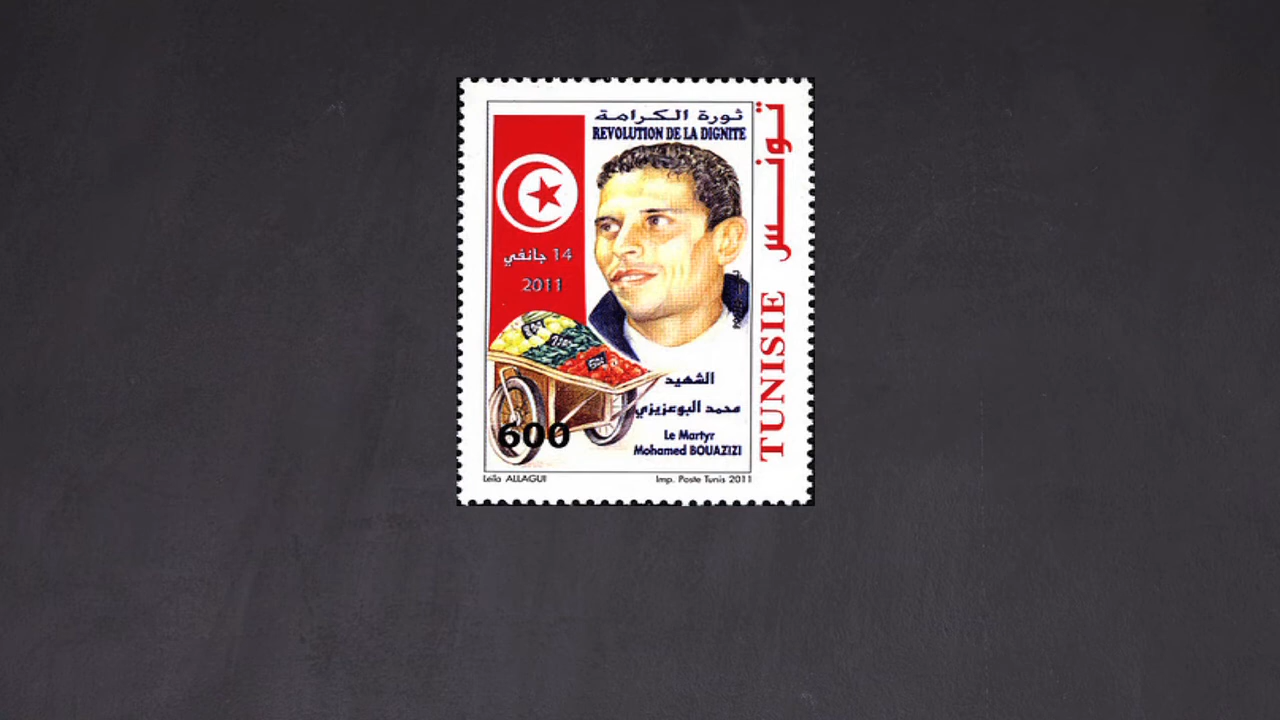 ثورة الكرامة
REVOLUTION DE LA DIGNITE
تونس
TUNISIE
14 جانفي
2011
الشهيد
محمد البوعزيزي
Le Martyr
Mohamed BOUAZIZI
600
Leïla ALLAGUI
Imp. Poste Tunis 2011